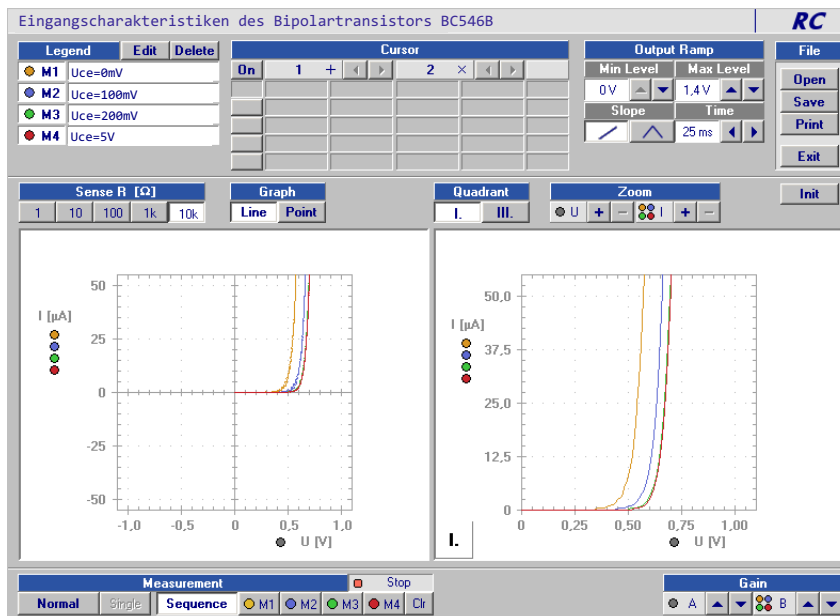 Eingangscharakteristiken des Bipolartransistors BC546B
RC
Legend Edit Delete
M1 Uce=0mV
M2 Uce=100mV
M3 Uce=200mV
M4 Uce=5V
Cursor
On 1 + 2 ×
Output Ramp
Min Level Max Level
0 V 1,4 V
Slope Time
25 ms
File
Open
Save
Print
Exit
Sense R [Ω]
1 10 100 1k 10k
Graph
Line Point
Quadrant
I. III.
Zoom
U + − I + −
Init
I [µA]
50
25
0
-25
-50
-1,0 -0,5 0 0,5 1,0
U [V]
I [µA]
50,0
37,5
25,0
12,5
0 0,25 0,50 0,75 1,00
U [V]
I.
Measurement
Stop
Normal Single Sequence M1 M2 M3 M4 Clr
Gain
A B